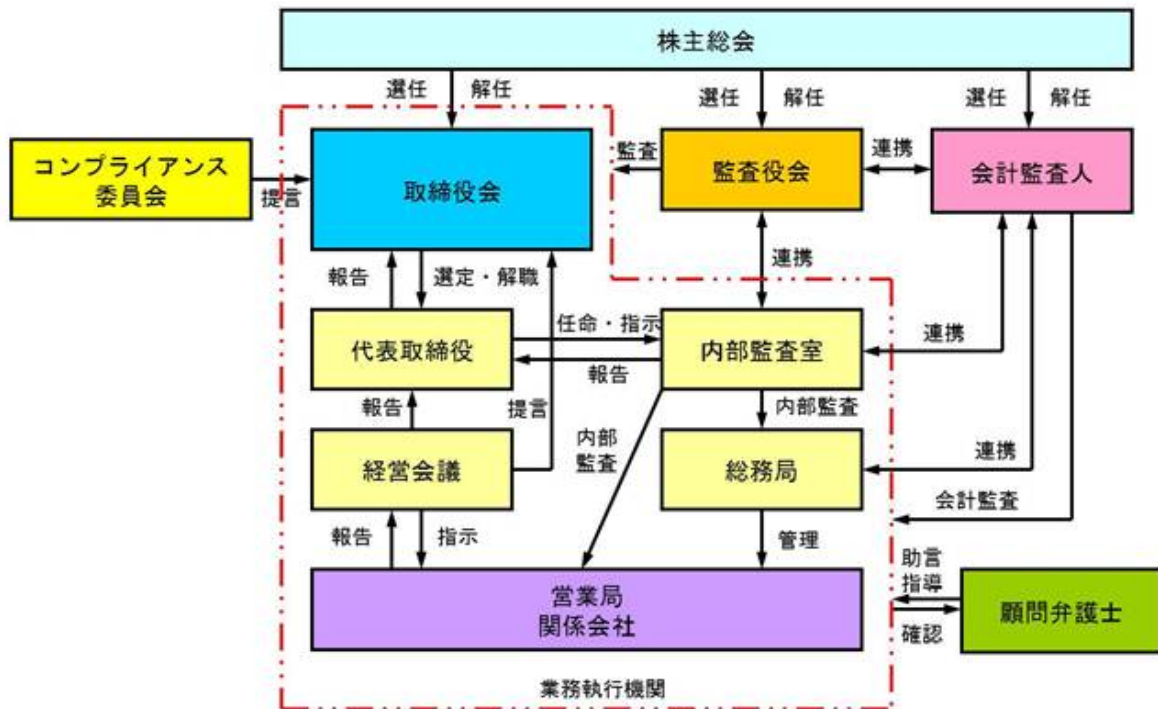 株主総会
選任 解任
選任 解任
選任 解任
コンプライアンス
委員会
提言
取締役会
監査
監査役会
連携
会計監査人
報告
選定・解職
連携
代表取締役
任命・指示
報告
内部監査室
連携
報告
提言
内部
監査
内部監査
経営会議
総務局
連携
会計監査
報告
指示
管理
営業局
関係会社
助言
指導
確認
顧問弁護士
業務執行機関